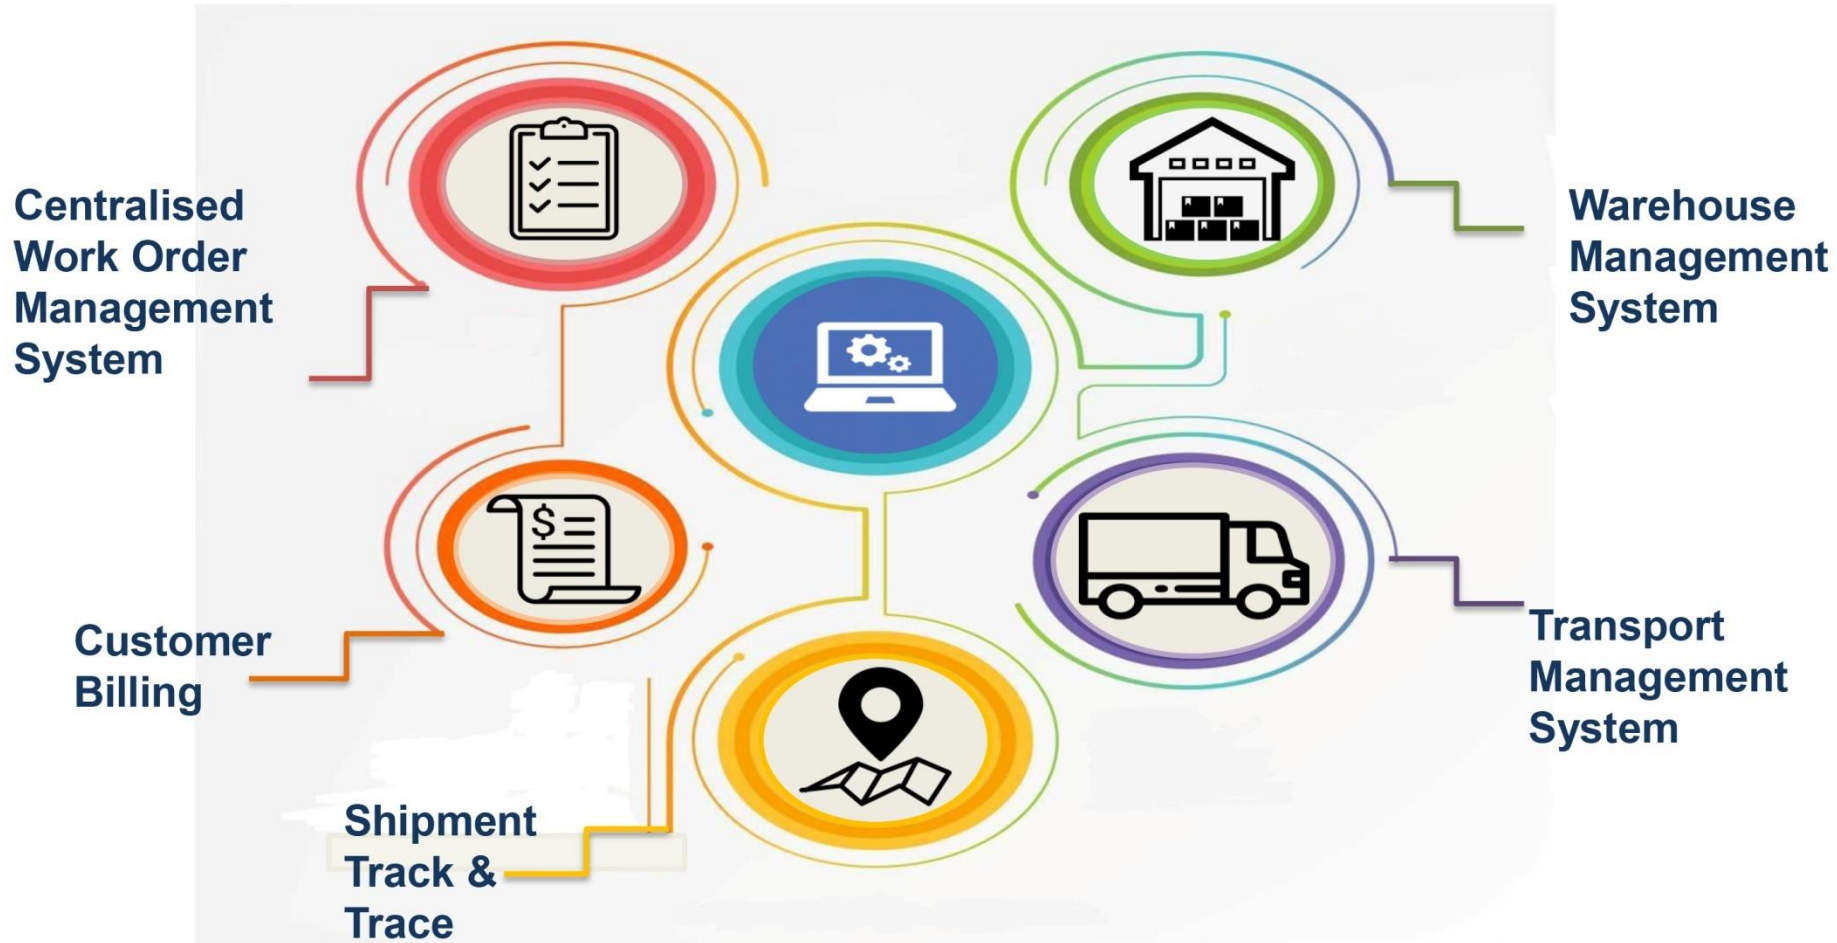 Centralised
Work Order
Management
System
Warehouse
Management
System
$
Customer
Billing
Transport
Management
System
Shipment
Track &
Trace